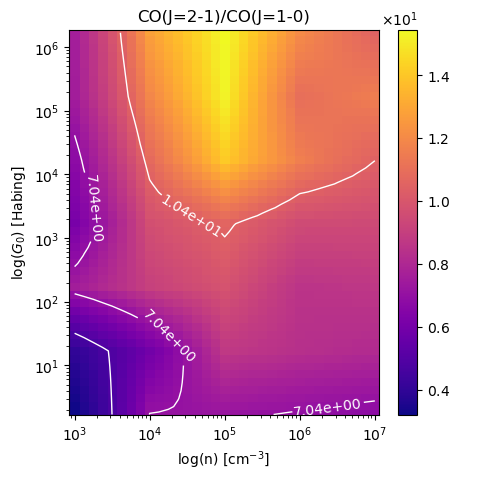 CO(J=2-1)/CO(J=1-0)
×10¹
10⁶
10⁵
10⁴
10³
10²
10¹
log(G₀) [Habing]
7.04e+00
1.04e+01
7.04e+00
7.04e+00
10³
10⁴
10⁵
10⁶
10⁷
log(n) [cm⁻³]
1.4
1.2
1.0
0.8
0.6
0.4